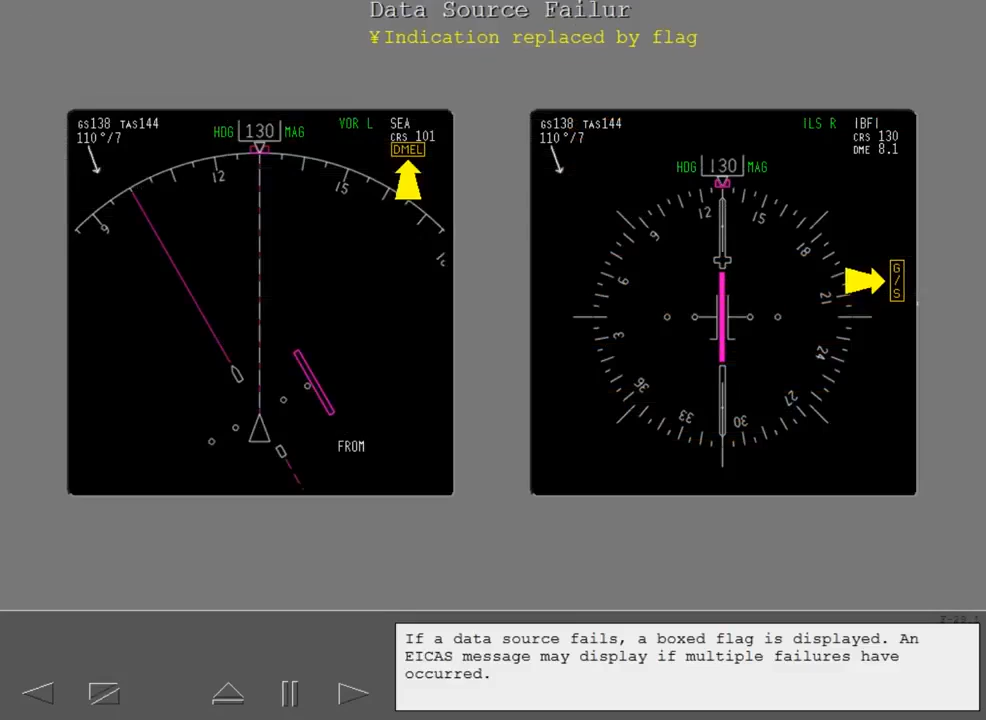 Data Source Failur
¥Indication replaced by flag
GS138 TAS144
110°/7
HDG 130 MAG
VOR L
SEA
CRS 101
DMEL
9
12
15
FROM
GS138 TAS144
110°/7
HDG 130 MAG
ILS R
IBFI
CRS 130
DME 8.1
12
15
18
21
24
27
30
33
36
3
6
9
G/S
If a data source fails, a boxed flag is displayed. An
EICAS message may display if multiple failures have
occurred.